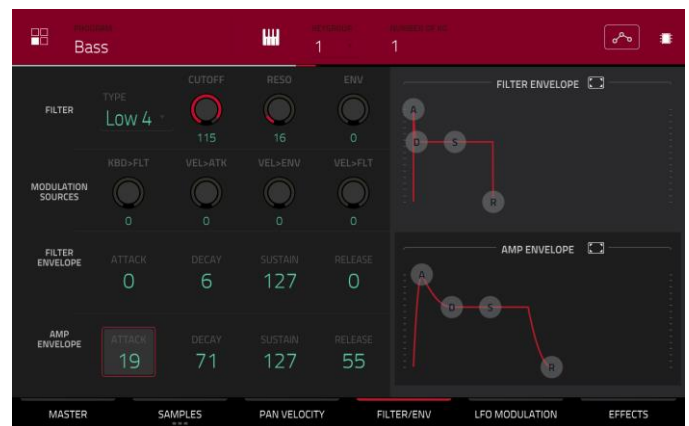 PROGRAM
Bass
KEYGROUP
1
NUMBER OF KG
1
FILTER
TYPE
Low 4
CUTOFF
115
RESO
16
ENV
0
MODULATION
SOURCES
KBD>FLT
0
VEL>ATK
0
VEL>ENV
0
VEL>FLT
0
FILTER
ENVELOPE
ATTACK
0
DECAY
6
SUSTAIN
127
RELEASE
0
AMP
ENVELOPE
ATTACK
19
DECAY
71
SUSTAIN
127
RELEASE
55
FILTER ENVELOPE
A
D
S
R
AMP ENVELOPE
A
D
S
R
MASTER
SAMPLES
PAN VELOCITY
FILTER/ENV
LFO MODULATION
EFFECTS